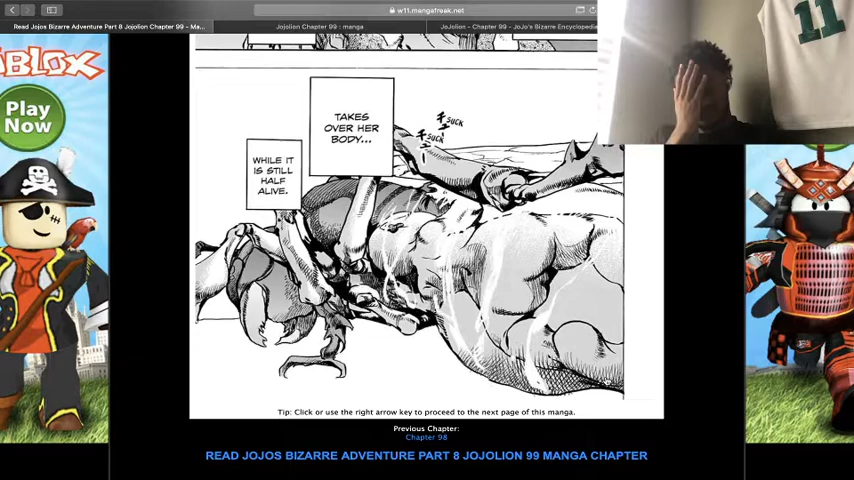 Read Jojos Bizarre Adventure Part 8 Jojolion Chapter 99 - Ma...
Jojolion Chapter 99 : manga
JoJolion - Chapter 99 - JoJo's Bizarre Encyclopedia
w11.mangafreak.net
BLOX
Play
Now
11
TAKES
OVER HER
BODY...
WHILE IT
IS STILL
HALF
ALIVE.
SUCK
SUCK
Tip: Click or use the right arrow key to proceed to the next page of this manga.
Previous Chapter:
Chapter 98
READ JOJOS BIZARRE ADVENTURE PART 8 JOJOLION 99 MANGA CHAPTER